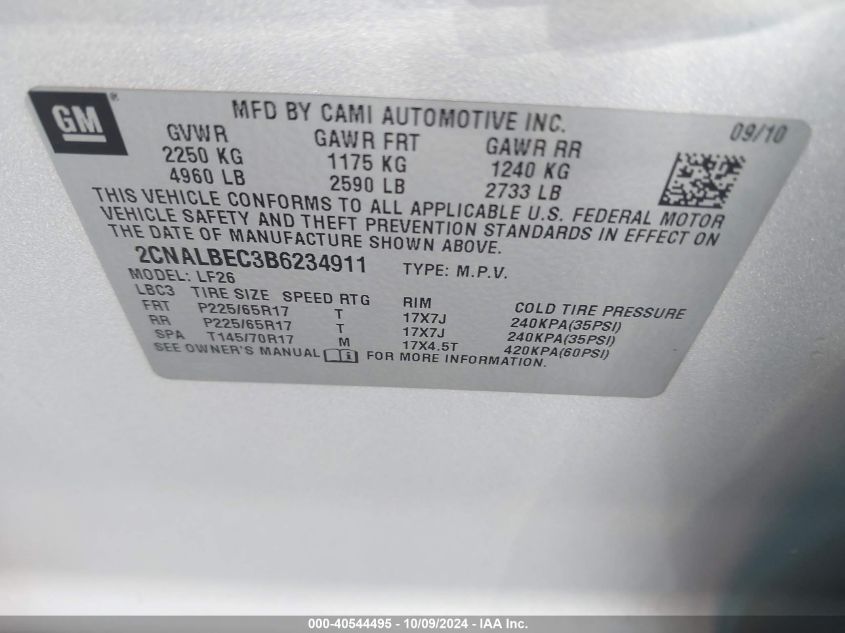 GM®
MFD BY CAMI AUTOMOTIVE INC.
09/10
GVWR GAWR FRT GAWR RR
2250 KG 1175 KG 1240 KG
4960 LB 2590 LB 2733 LB
THIS VEHICLE CONFORMS TO ALL APPLICABLE U.S. FEDERAL MOTOR
VEHICLE SAFETY AND THEFT PREVENTION STANDARDS IN EFFECT ON
THE DATE OF MANUFACTURE SHOWN ABOVE.
2CNALBEC3B6234911 TYPE: M.P.V.
MODEL: LF26
LBC3 TIRE SIZE SPEED RTG RIM COLD TIRE PRESSURE
FRT P225/65R17 T 17X7J 240KPA(35PSI)
RR P225/65R17 T 17X7J 240KPA(35PSI)
SPA T145/70R17 M 17X4.5T 420KPA(60PSI)
SEE OWNER'S MANUAL FOR MORE INFORMATION.
000-40544495 - 10/09/2024 - IAA Inc.